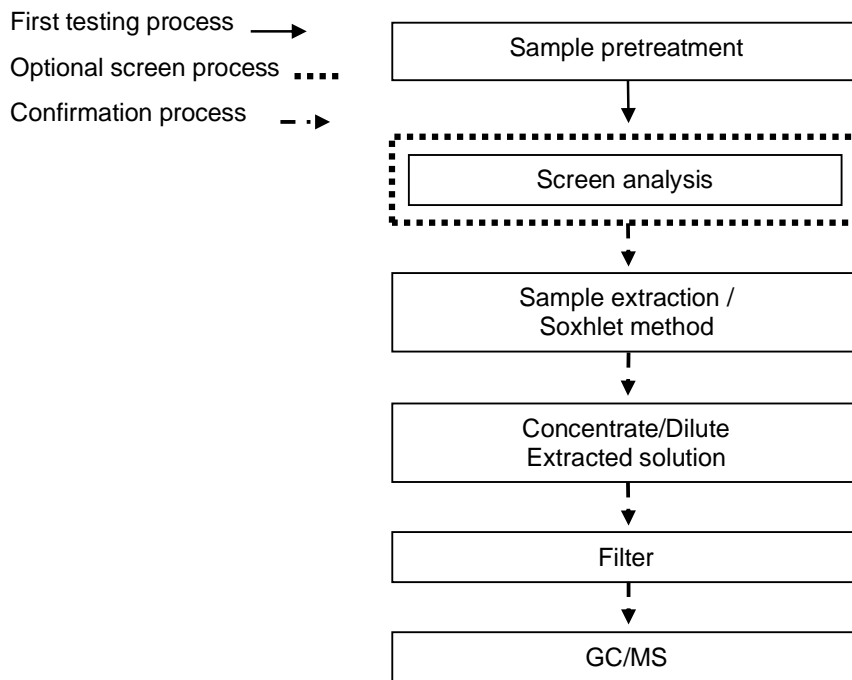 First testing process
Optional screen process
Confirmation process
Sample pretreatment
Screen analysis
Sample extraction /
Soxhlet method
Concentrate/Dilute
Extracted solution
Filter
GC/MS